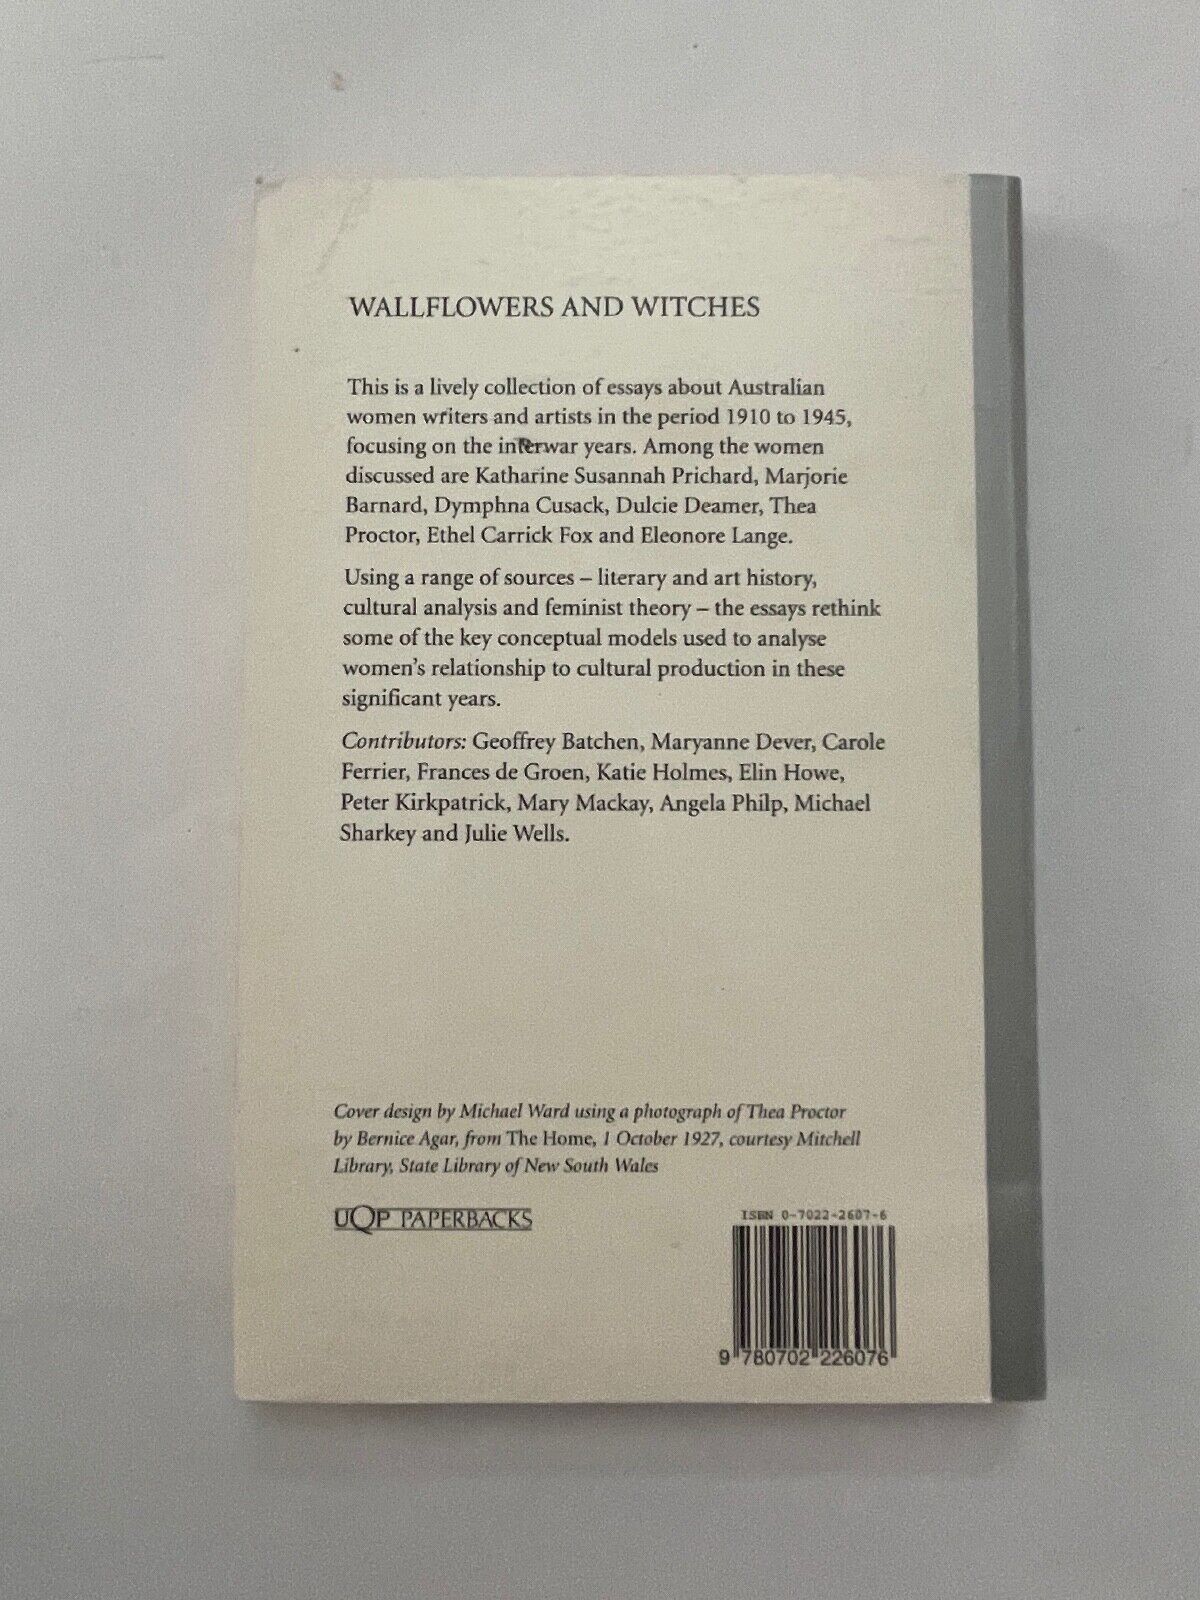 WALLFLOWERS AND WITCHES
This is a lively collection of essays about Australian
women writers and artists in the period 1910 to 1945,
focusing on the interwar years. Among the women
discussed are Katharine Susannah Prichard, Marjorie
Barnard, Dymphna Cusack, Dulcie Deamer, Thea
Proctor, Ethel Carrick Fox and Eleonore Lange.
Using a range of sources – literary and art history,
cultural analysis and feminist theory – the essays rethink
some of the key conceptual models used to analyse
women's relationship to cultural production in these
significant years.
Contributors: Geoffrey Batchen, Maryanne Dever, Carole
Ferrier, Frances de Groen, Katie Holmes, Elin Howe,
Peter Kirkpatrick, Mary Mackay, Angela Philp, Michael
Sharkey and Julie Wells.
Cover design by Michael Ward using a photograph of Thea Proctor
by Bernice Agar, from The Home, 1 October 1927, courtesy Mitchell
Library, State Library of New South Wales
UQP PAPERBACKS
ISBN 0-7022-2607-6
9 780702 226076